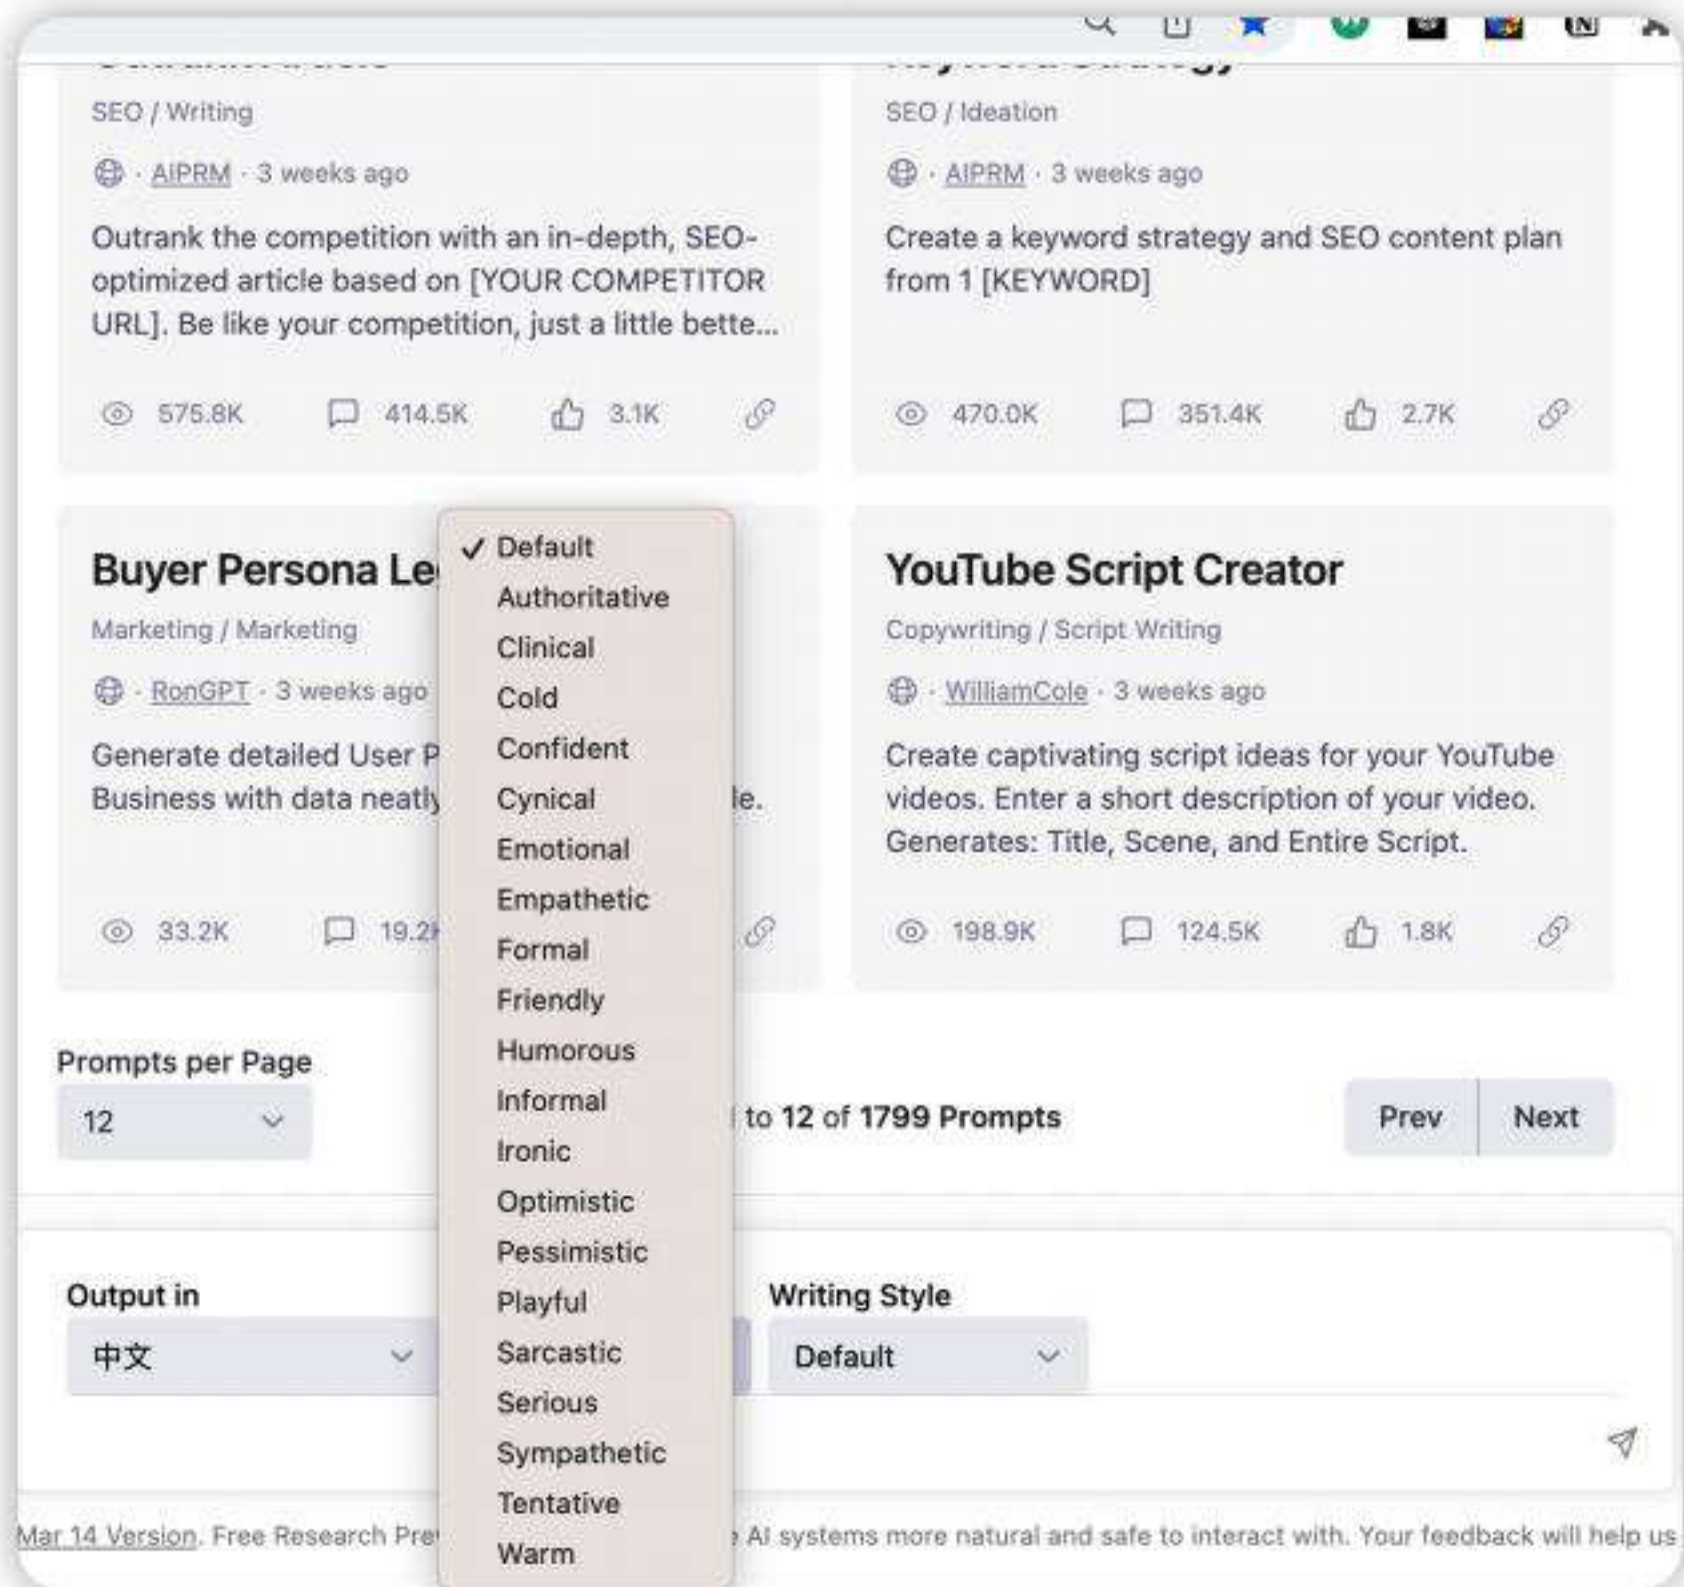 SEO / Writing
AIPRM · 3 weeks ago
Outrank the competition with an in-depth, SEO-
optimized article based on [YOUR COMPETITOR
URL]. Be like your competition, just a little bette...
575.8K 414.5K 3.1K
SEO / Ideation
AIPRM · 3 weeks ago
Create a keyword strategy and SEO content plan
from 1 [KEYWORD]
470.0K 351.4K 2.7K
Buyer Persona
Marketing / Marketing
RonGPT · 3 weeks ago
Generate detailed User
Business with data neatly
33.2K
YouTube Script Creator
Copywriting / Script Writing
WilliamCole · 3 weeks ago
Create captivating script ideas for your YouTube
videos. Enter a short description of your video.
Generates: Title, Scene, and Entire Script.
198.9K 124.5K 1.8K
✓ Default
Authoritative
Clinical
Cold
Confident
Cynical
Emotional
Empathetic
Formal
Friendly
Humorous
Informal
Ironic
Optimistic
Pessimistic
Playful
Sarcastic
Serious
Sympathetic
Tentative
Warm
Prompts per Page
12
to 12 of 1799 Prompts
Prev Next
Output in
中文
Writing Style
Default
Mar 14 Version. Free Research AI systems more natural and safe to interact with. Your feedback will help us